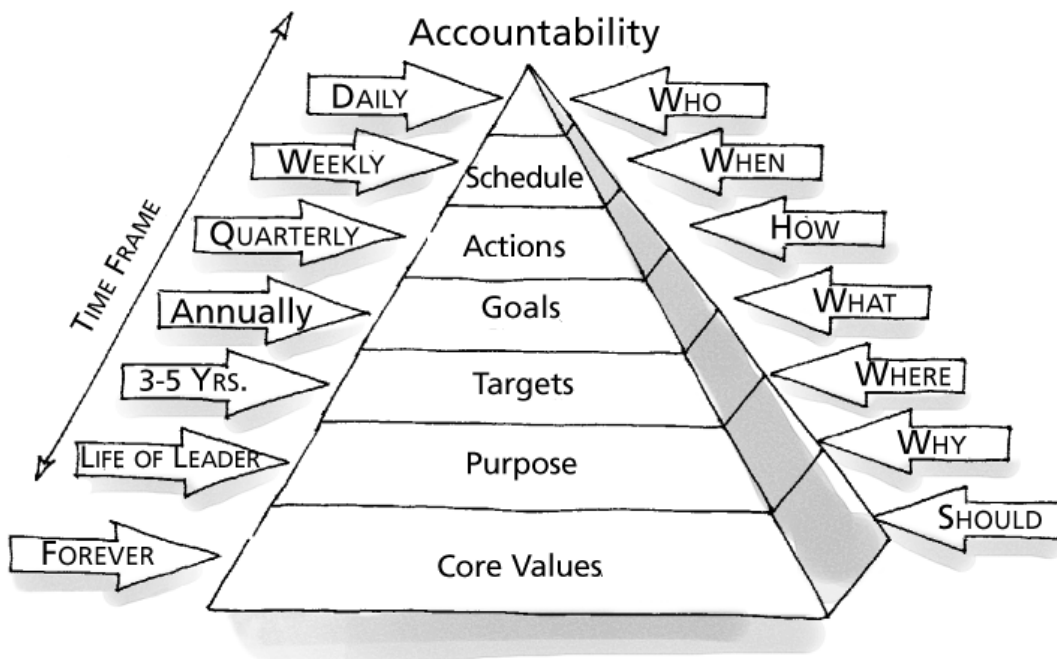 Accountability
DAILY
WHO
WEEKLY
Schedule
WHEN
QUARTERLY
Actions
HOW
Annually
Goals
WHAT
3-5 YRS.
Targets
WHERE
LIFE OF LEADER
Purpose
WHY
FOREVER
Core Values
SHOULD
TIME FRAME